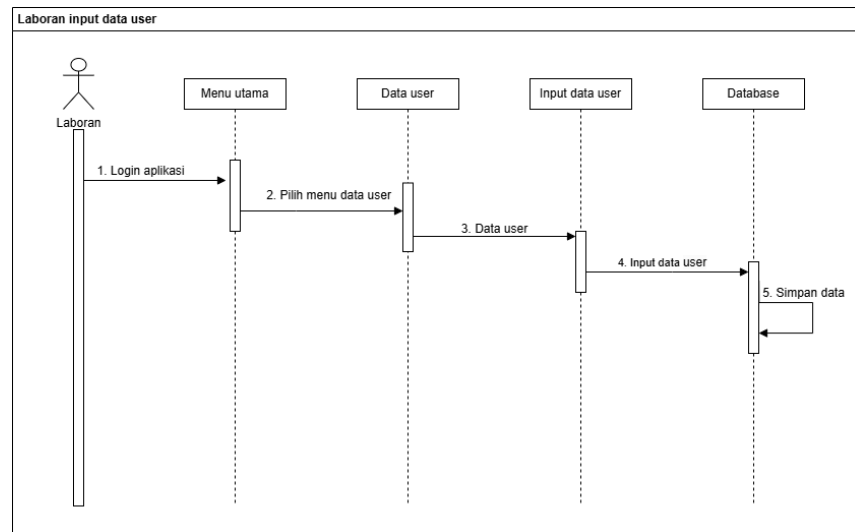 Laboran input data user
Menu utama
Data user
Input data user
Database
Laboran
1. Login aplikasi
2. Pilih menu data user
3. Data user
4. Input data user
5. Simpan data